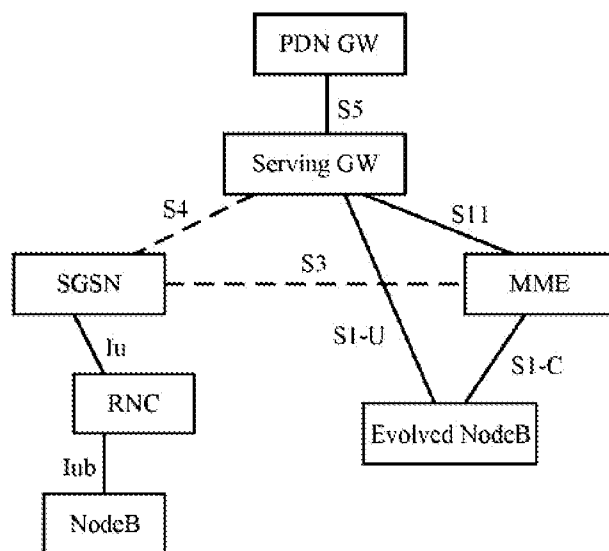 PDN GW
S5
Serving GW
S4
S11
SGSN
S3
MME
Iu
S1-U
S1-C
RNC
Evolved NodeB
Iub
NodeB